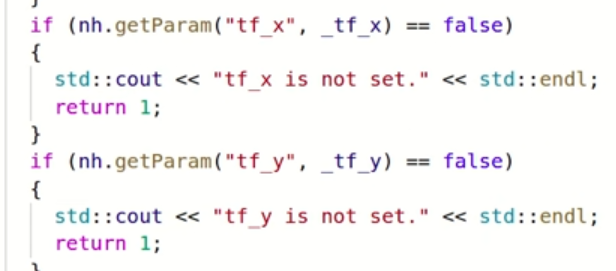 }
if (nh.getParam("tf_x", _tf_x) == false)
{
std::cout << "tf_x is not set." << std::endl;
return 1;
}
if (nh.getParam("tf_y", _tf_y) == false)
{
std::cout << "tf_y is not set." << std::endl;
return 1;
}